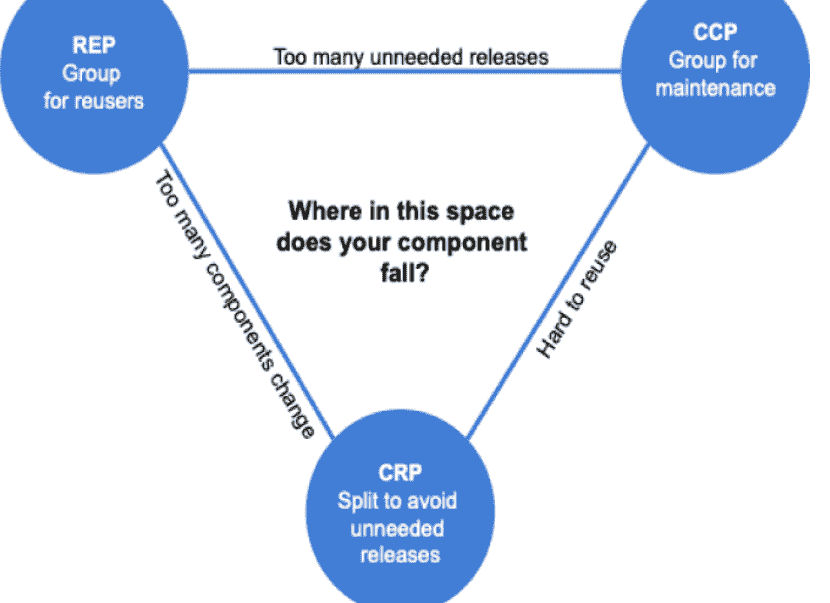 REP
Group
for reusers
Too many unneeded releases
CCP
Group for
maintenance
Where in this space
does your component
fall?
Too many components change
Hard to reuse
CRP
Split to avoid
unneeded
releases